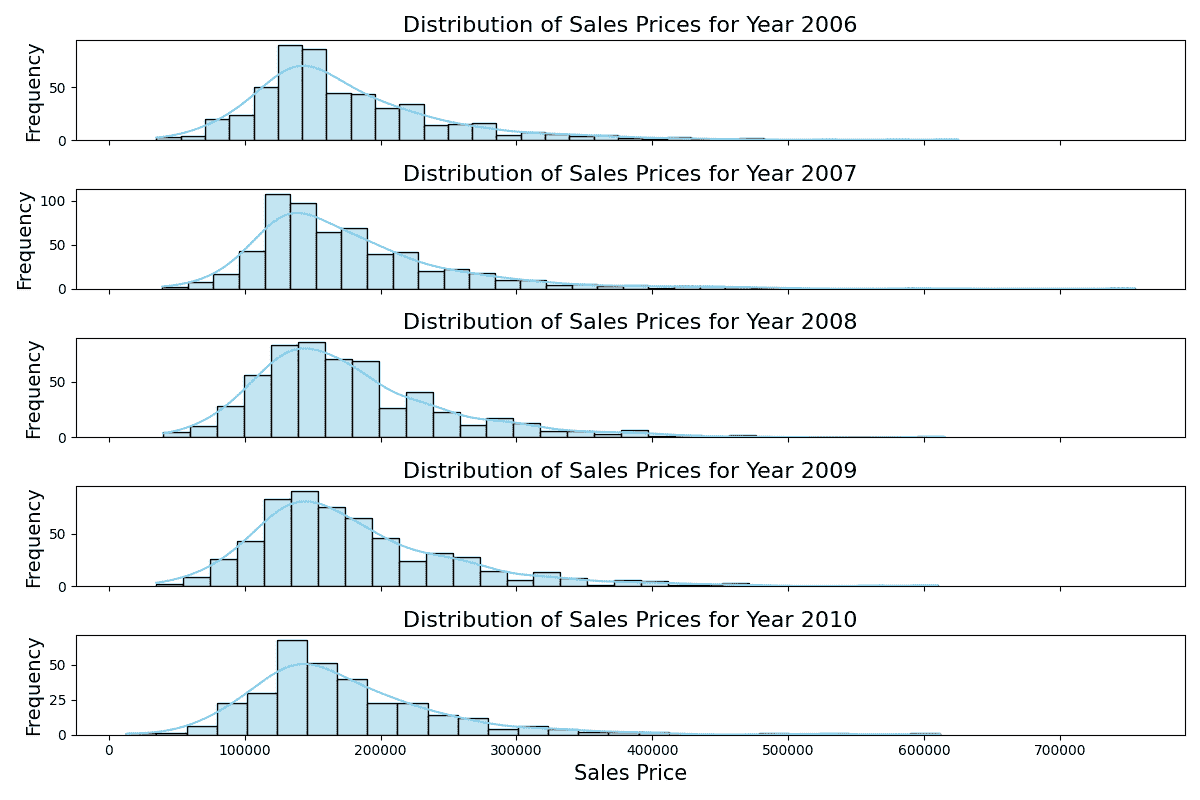 Distribution of Sales Prices for Year 2006
Frequency
50
0
Distribution of Sales Prices for Year 2007
Frequency
100
50
0
Distribution of Sales Prices for Year 2008
Frequency
50
0
Distribution of Sales Prices for Year 2009
Frequency
50
0
Distribution of Sales Prices for Year 2010
Frequency
50
25
0
0 100000 200000 300000 400000 500000 600000 700000
Sales Price